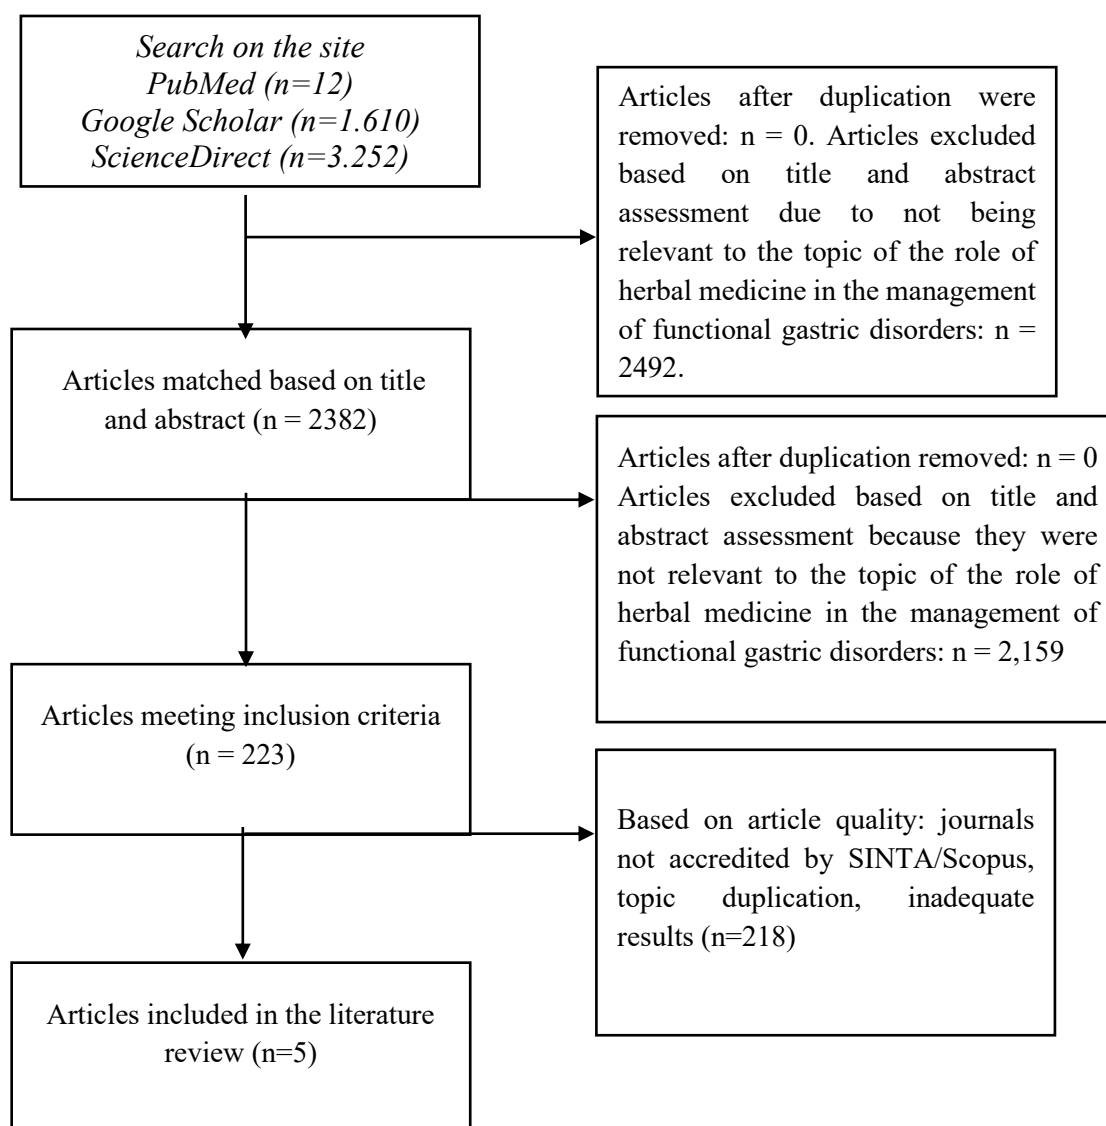 Search on the site
PubMed (n=12)
Google Scholar (n=1.610)
ScienceDirect (n=3.252)
Articles after duplication were
removed: n = 0. Articles excluded
based on title and abstract
assessment due to not being
relevant to the topic of the role of
herbal medicine in the management
of functional gastric disorders: n =
2492.
Articles matched based on title
and abstract (n = 2382)
Articles after duplication removed: n = 0
Articles excluded based on title and
abstract assessment because they were
not relevant to the topic of the role of
herbal medicine in the management of
functional gastric disorders: n = 2,159
Articles meeting inclusion criteria
(n = 223)
Based on article quality: journals
not accredited by SINTA/Scopus,
topic duplication, inadequate
results (n=218)
Articles included in the literature
review (n=5)